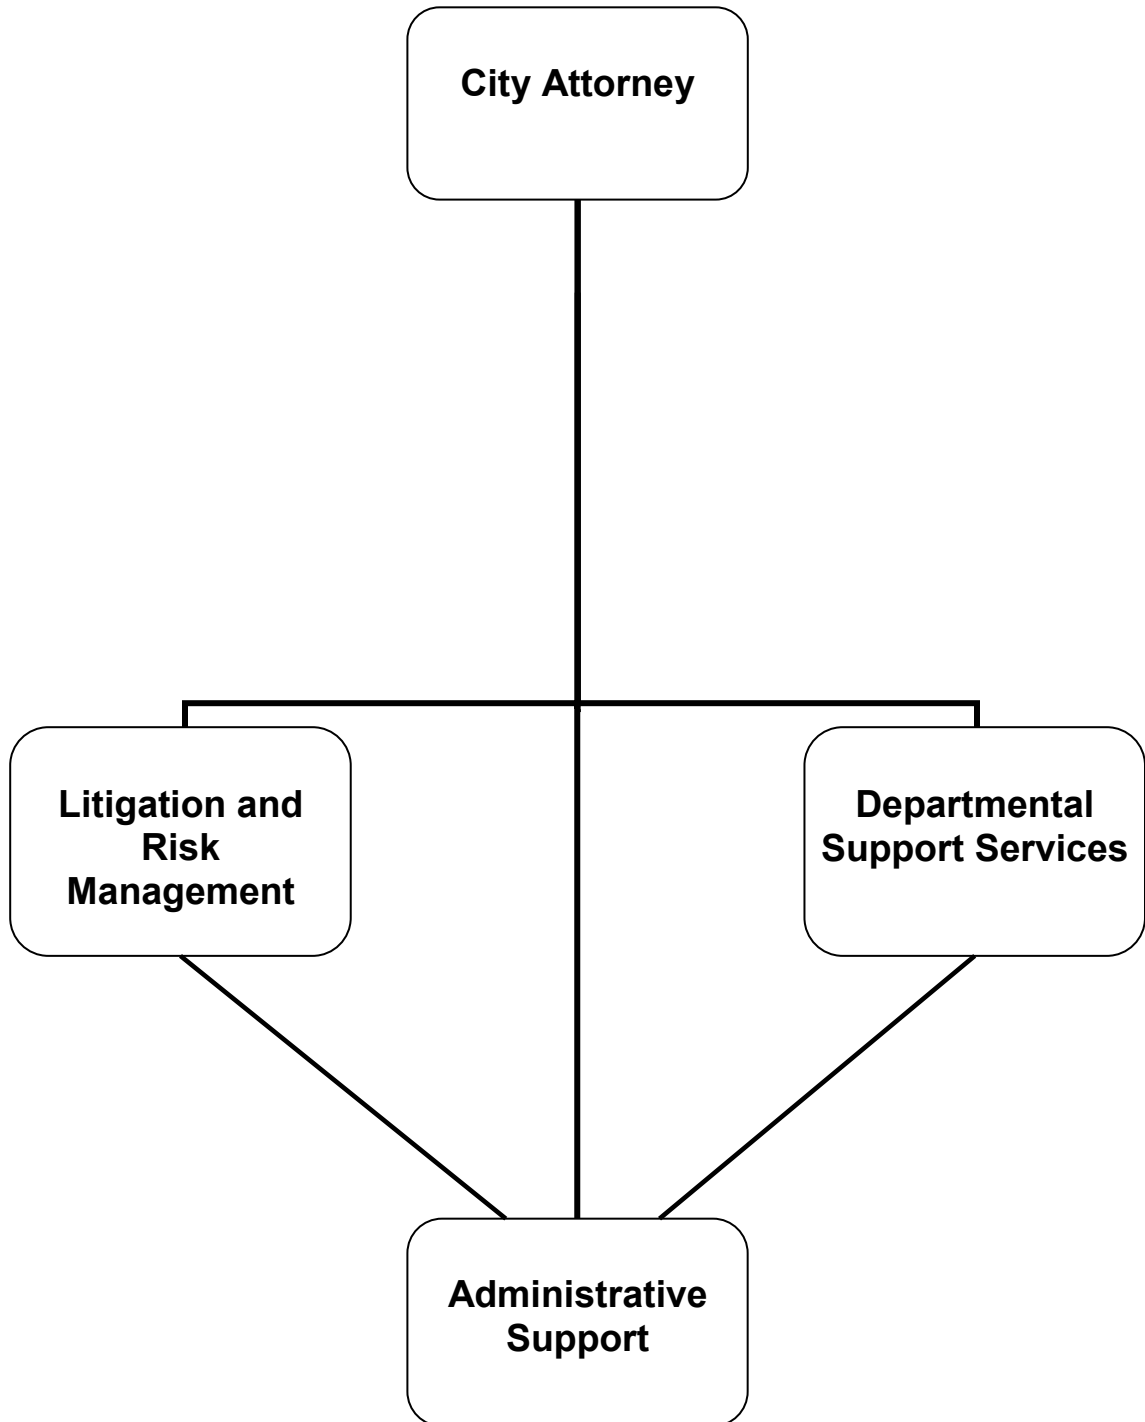 City Attorney
Litigation and
Risk
Management
Departmental
Support Services
Administrative
Support